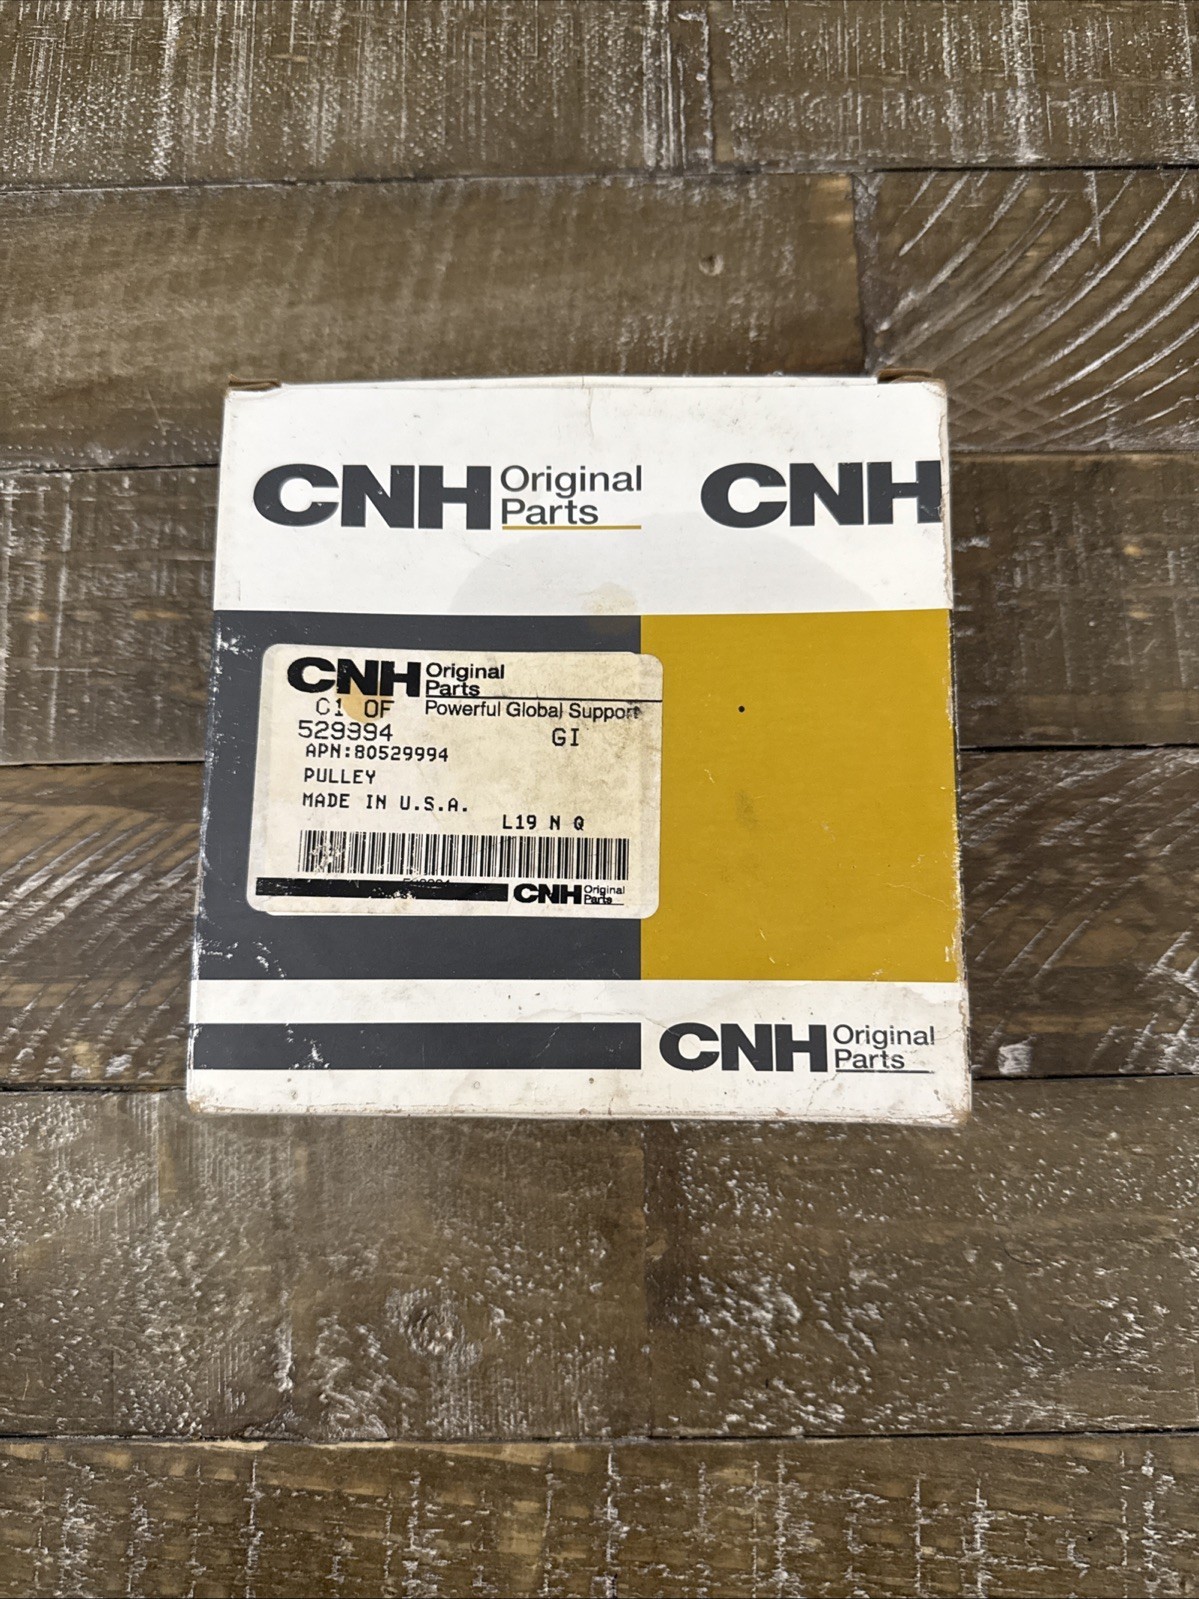 CNH Original Parts CNH
CNH Original Parts
Powerful Global Support
C1 OF
529994 GI
APN:80529994
PULLEY
MADE IN U.S.A.
L19 N Q
CNH Original Parts
CNH Original Parts